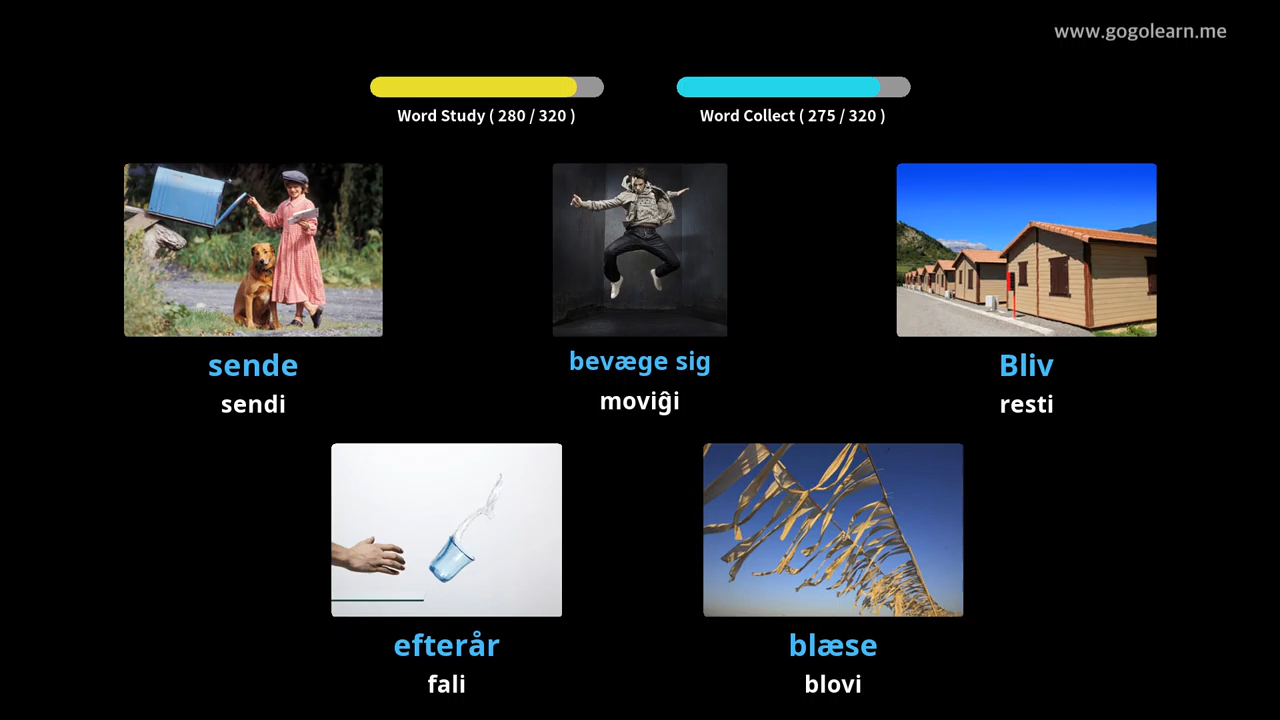 www.gogolearn.me
Word Study ( 280 / 320 )
Word Collect ( 275 / 320 )
sende
sendi
bevæge sig
moviĝi
Bliv
resti
efterår
fali
blæse
blovi